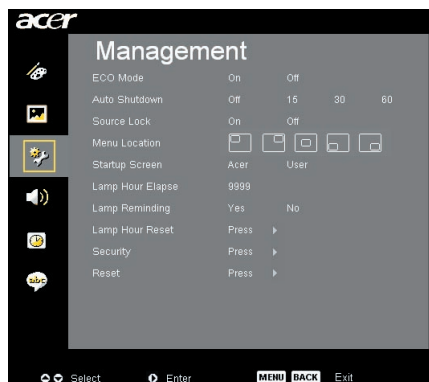 acer
Management
ECO Mode On Off
Auto Shutdown Off 15 30 60
Source Lock On Off
Menu Location
Startup Screen Acer User
Lamp Hour Elapse 9999
Lamp Reminding Yes No
Lamp Hour Reset Press
Security Press
Reset Press
abc
Select Enter MENU BACK Exit